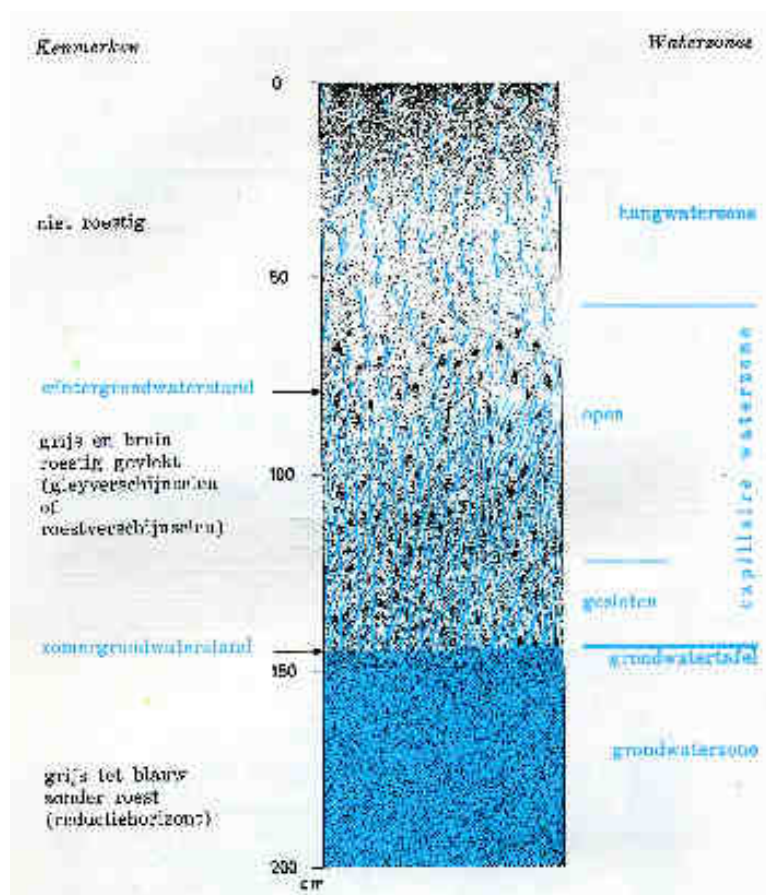 Kenmerken
Waterzones
0
niet roestig
hangwaterzone
50
wintergrondwaterstand
open
capillaire waterzone
grijs en bruin
roestig gevlekt
(gleyverschijnselen
of
roestverschijnselen)
100
gesloten
zomergrondwaterstand
grondwatertafel
150
grondwaterzone
grijs tot blauw
zonder roest
(reductiehorizont)
200
cm